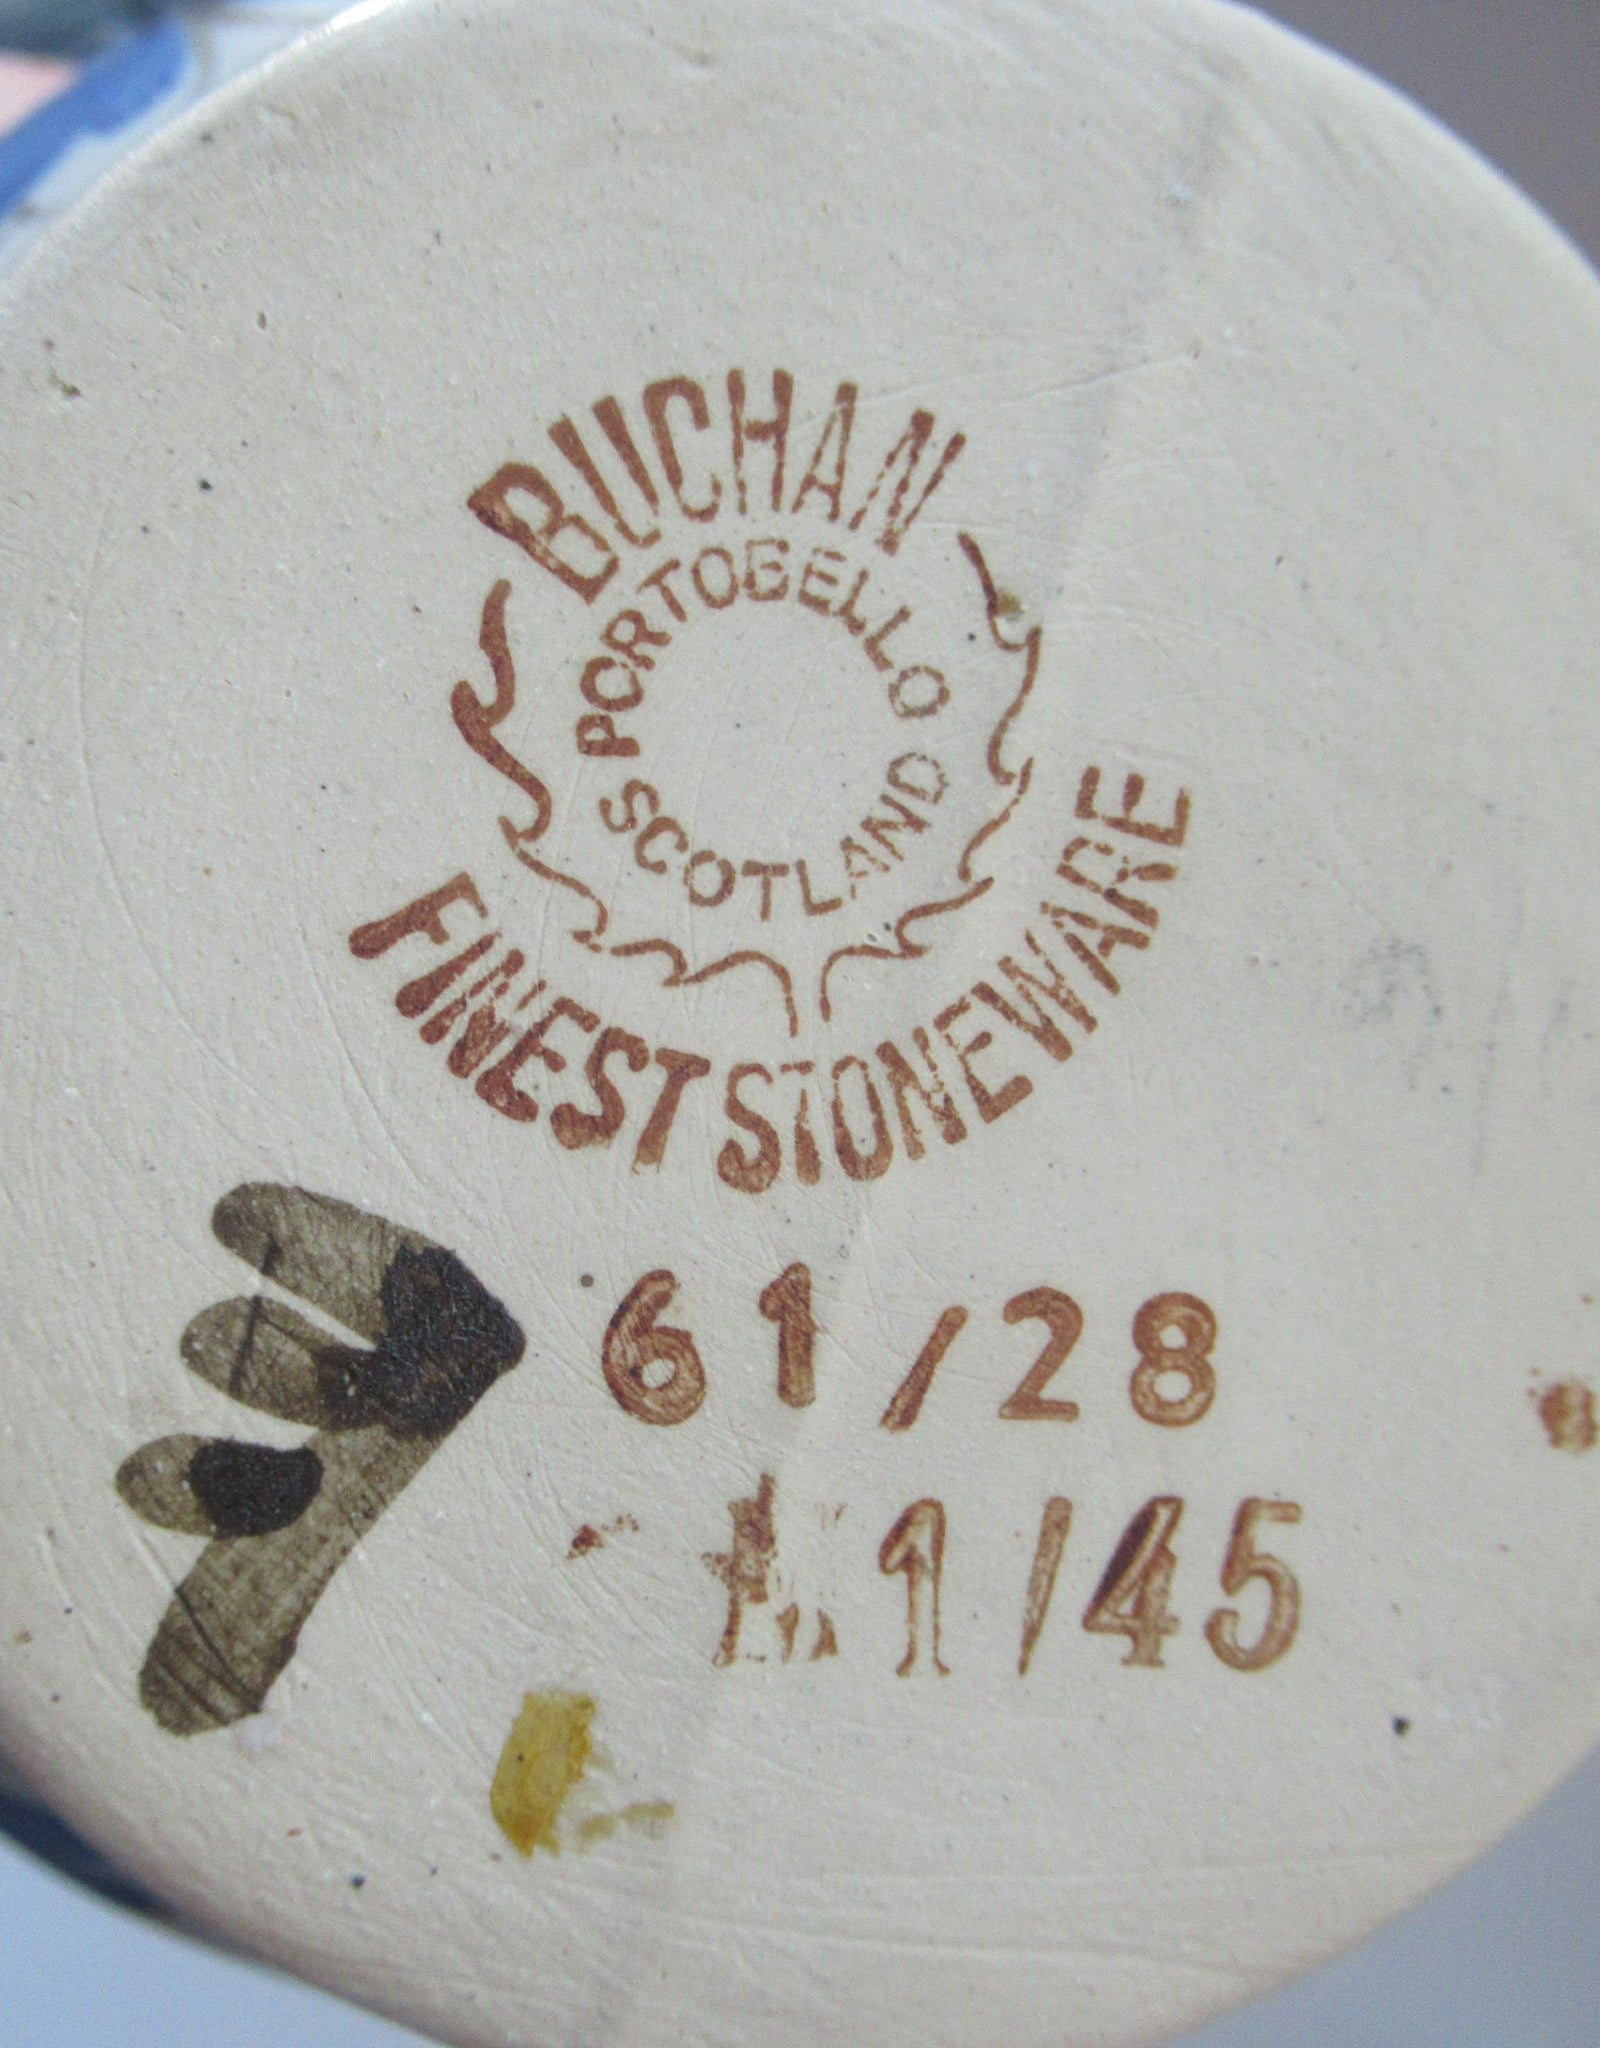 BUCHAN
PORTOBELLO
SCOTLAND
FINEST STONEWARE
61/28
1/45